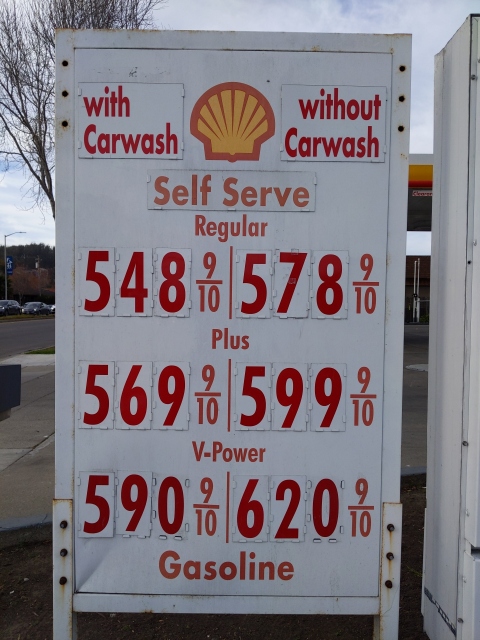 with without
Carwash Carwash
Self Serve
Regular
548 9/10 578 9/10
Plus
569 9/10 599 9/10
V-Power
590 9/10 620 9/10
Gasoline